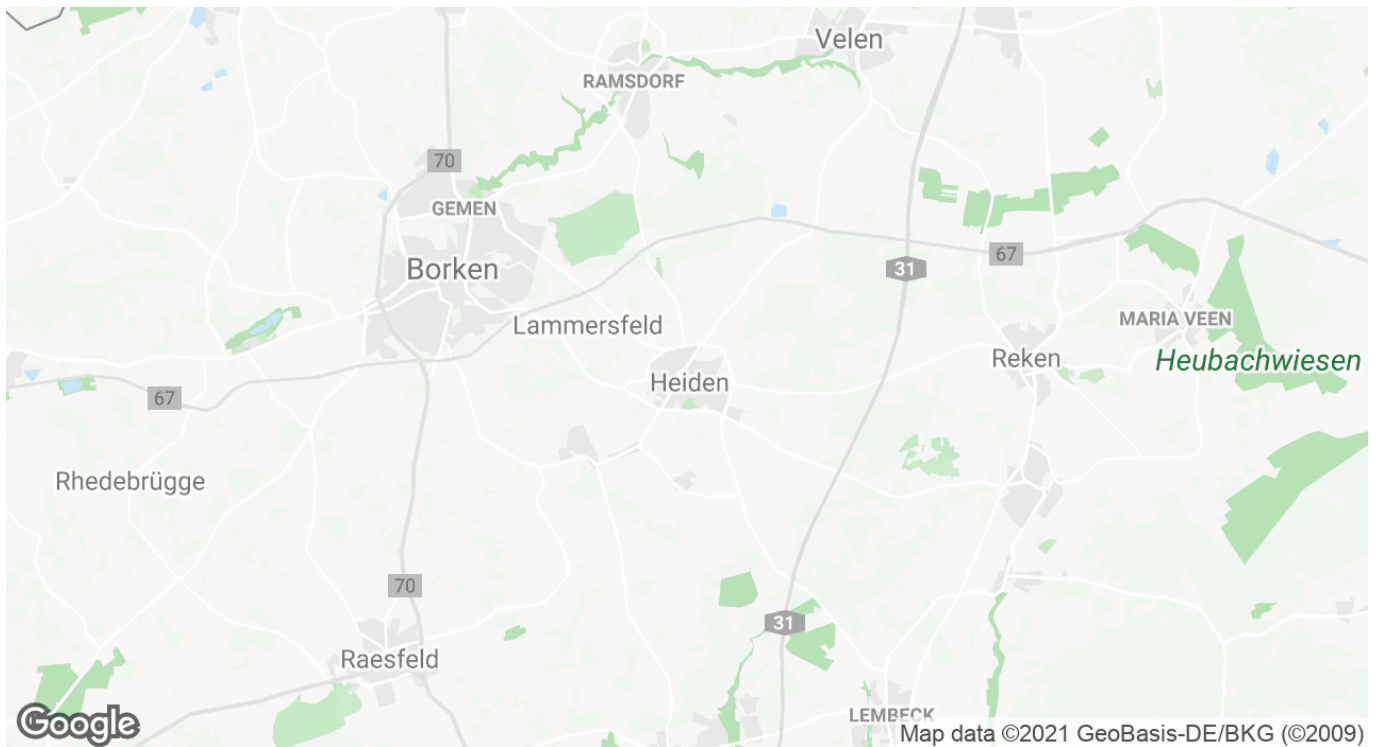 Velen
RAMSDORF
70
GEMEN
67
31
Borken
Lammersfeld
MARIA VEEN
Reken
Heubachwiesen
Heiden
67
Rhedebrügge
70
31
Raesfeld
LEMBECK
Google
Map data ©2021 GeoBasis-DE/BKG (©2009)